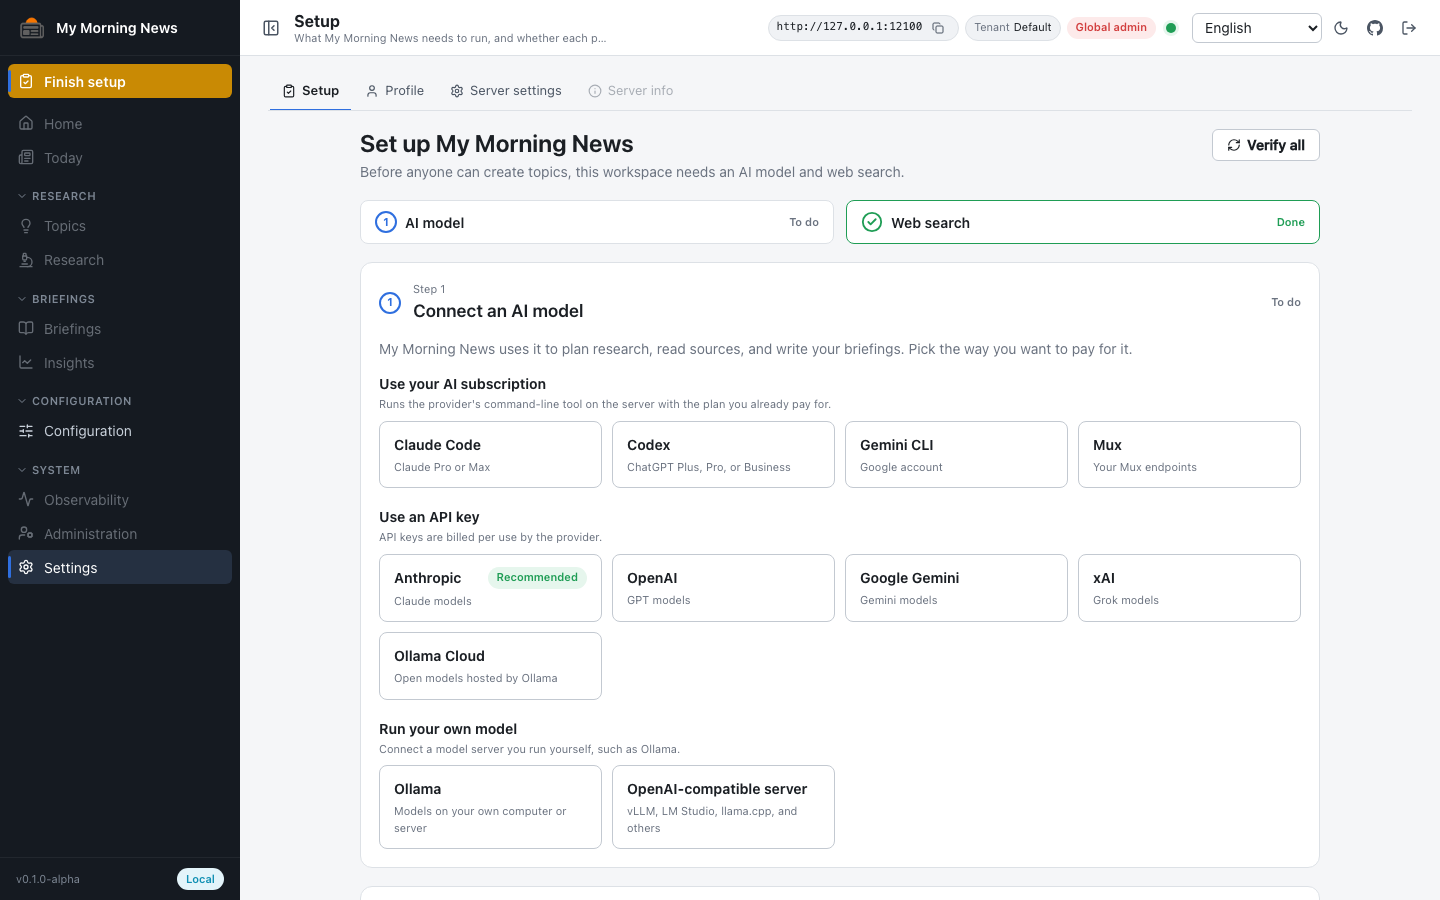 My Morning News
Finish setup
Home
Today
RESEARCH
Topics
Research
BRIEFINGS
Briefings
Insights
CONFIGURATION
Configuration
SYSTEM
Observability
Administration
Settings
v0.1.0-alpha
Local
Setup
What My Morning News needs to run, and whether each p...
http://127.0.0.1:12100
Tenant Default
Global admin
English
Setup
Profile
Server settings
Server info
Set up My Morning News
Before anyone can create topics, this workspace needs an AI model and web search.
Verify all
1 AI model
To do
Web search
Done
1
Step 1
Connect an AI model
To do
My Morning News uses it to plan research, read sources, and write your briefings. Pick the way you want to pay for it.
Use your AI subscription
Runs the provider's command-line tool on the server with the plan you already pay for.
Claude Code
Claude Pro or Max
Codex
ChatGPT Plus, Pro, or Business
Gemini CLI
Google account
Mux
Your Mux endpoints
Use an API key
API keys are billed per use by the provider.
Anthropic
Recommended
Claude models
OpenAI
GPT models
Google Gemini
Gemini models
xAI
Grok models
Ollama Cloud
Open models hosted by Ollama
Run your own model
Connect a model server you run yourself, such as Ollama.
Ollama
Models on your own computer or
server
OpenAI-compatible server
vLLM, LM Studio, llama.cpp, and
others